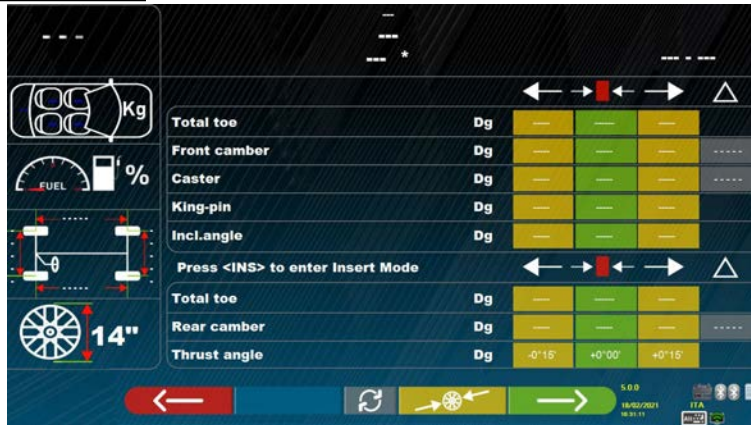 - - -
---
---
--- *
--- - ---
Kg
Total toe Dg --- --- ---
Front camber Dg --- --- --- -----
FUEL %
Caster Dg --- --- --- -----
King-pin Dg --- --- ---
Incl.angle Dg --- --- ---
Press <INS> to enter Insert Mode
Total toe Dg --- --- ---
14"
Rear camber Dg --- --- --- -----
Thrust angle Dg -0°15' +0°00' +0°15'
5.0.0
18/02/2021 ITA